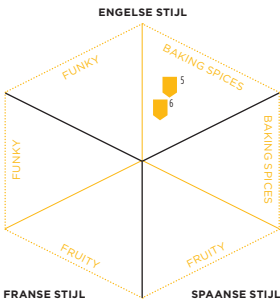 ENGELSE STIJL
FUNKY
BAKING SPICES
5
6
FUNKY
BAKING SPICES
FRUITY
FRUITY
FRANSE STIJL
SPAANSE STIJL